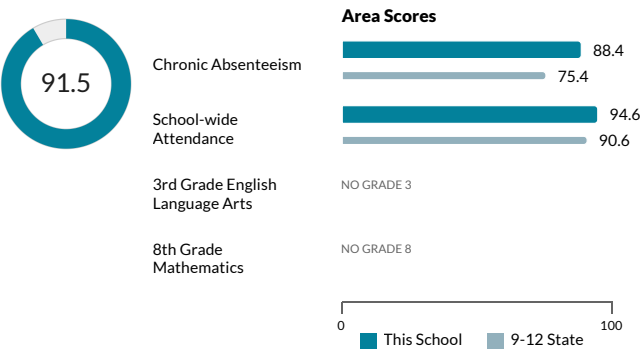 Area Scores
91.5
Chronic Absenteeism
88.4
75.4
School-wide
Attendance
94.6
90.6
3rd Grade English
Language Arts
NO GRADE 3
8th Grade
Mathematics
NO GRADE 8
0
100
This School
9-12 State